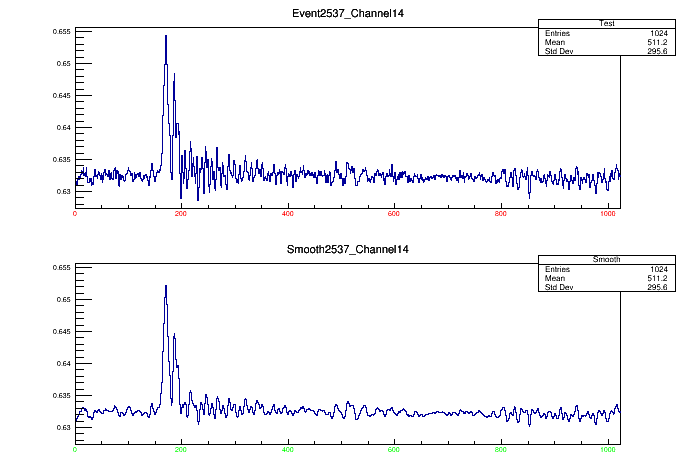 Event2537_Channel14
Test
Entries 1024
Mean 511.2
Std Dev 295.6
0.655
0.65
0.645
0.64
0.635
0.63
0 200 400 600 800 1000
Smooth2537_Channel14
Smooth
Entries 1024
Mean 511.2
Std Dev 295.6
0.655
0.65
0.645
0.64
0.635
0.63
0 200 400 600 800 1000